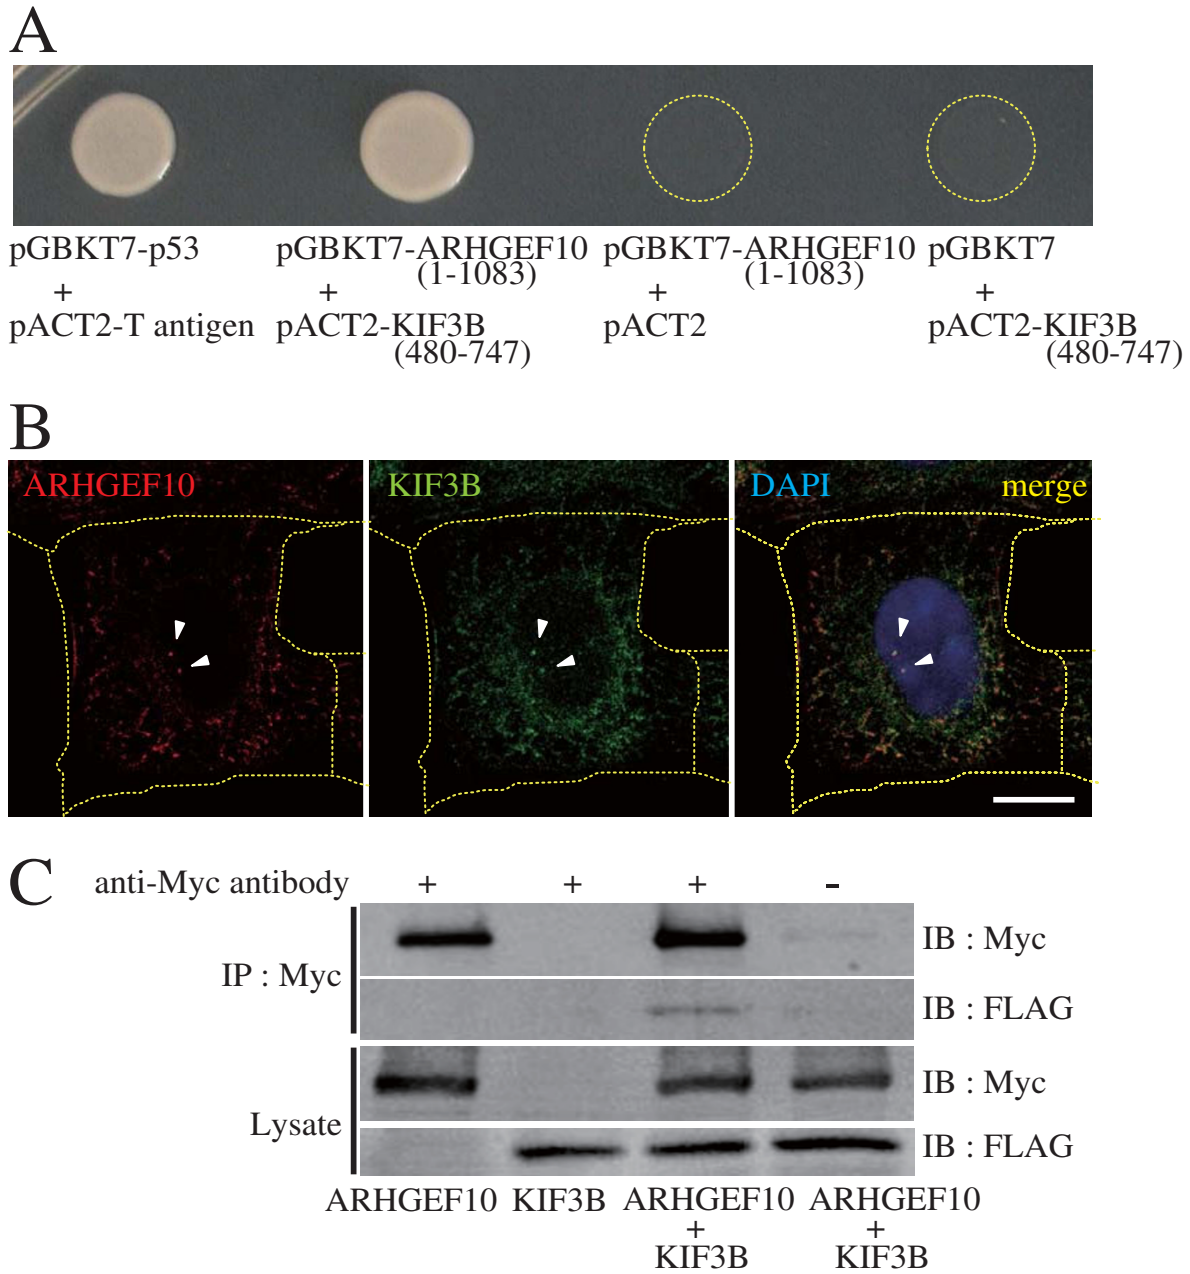 A
pGBKT7-p53
+
pACT2-T antigen
pGBKT7-ARHGEF10
(1-1083)
+
pACT2-KIF3B
(480-747)
pGBKT7-ARHGEF10
(1-1083)
+
pACT2
pGBKT7
+
pACT2-KIF3B
(480-747)
B
ARHGEF10
KIF3B
DAPI
merge
C
anti-Myc antibody + + + -
IP : Myc
IB : Myc
IB : FLAG
Lysate
IB : Myc
IB : FLAG
ARHGEF10
KIF3B
ARHGEF10
+
KIF3B
ARHGEF10
+
KIF3B